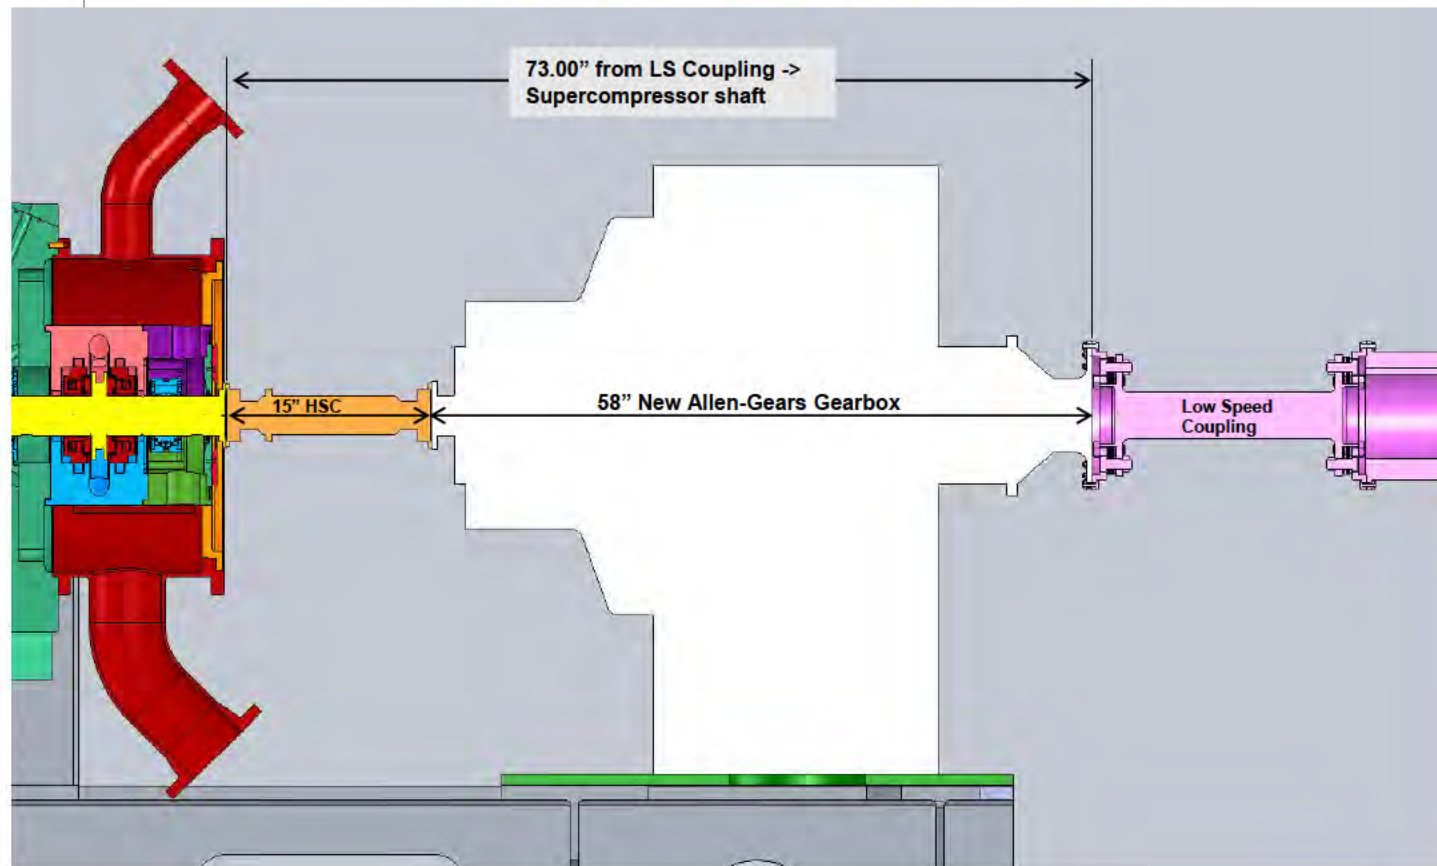 73.00” from LS Coupling ->
Supercompressor shaft
15” HSC
58” New Allen-Gears Gearbox
Low Speed
Coupling